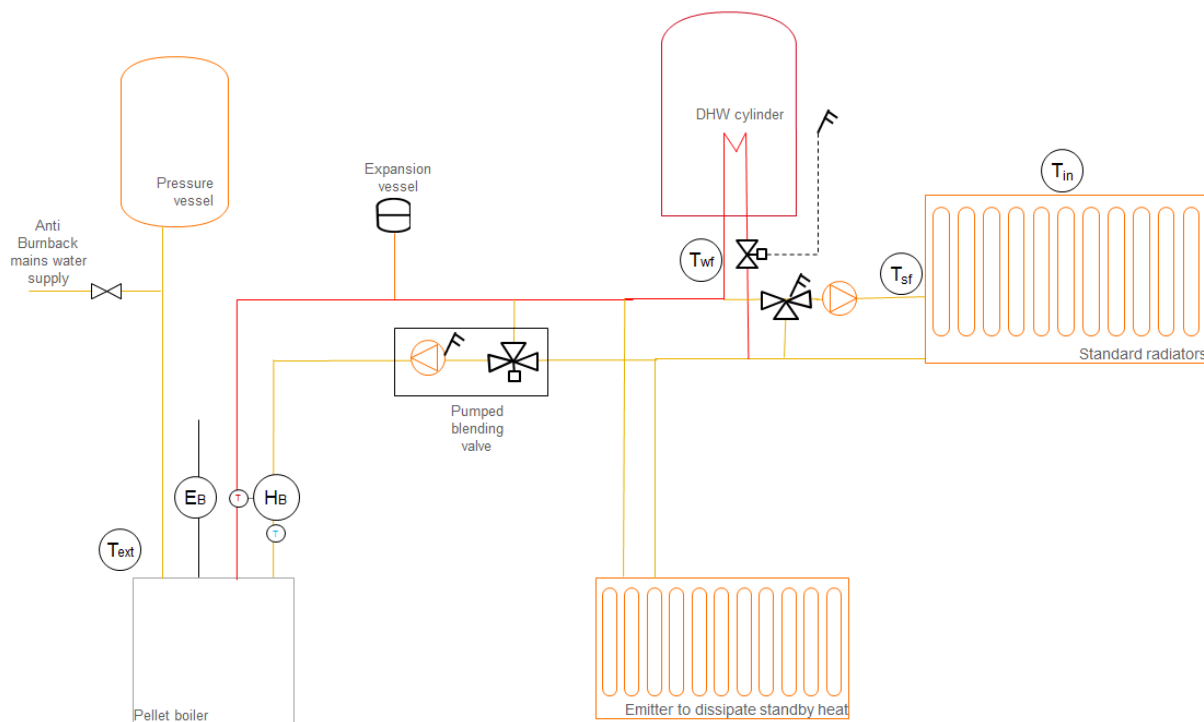 DHW cylinder
Pressure
vessel
Expansion
vessel
Anti
Burnback
mains water
supply
Tin
Twf
Tsf
Standard radiators
Pumped
blending
valve
EB
T
HB
T
Text
Pellet boiler
Emitter to dissipate standby heat